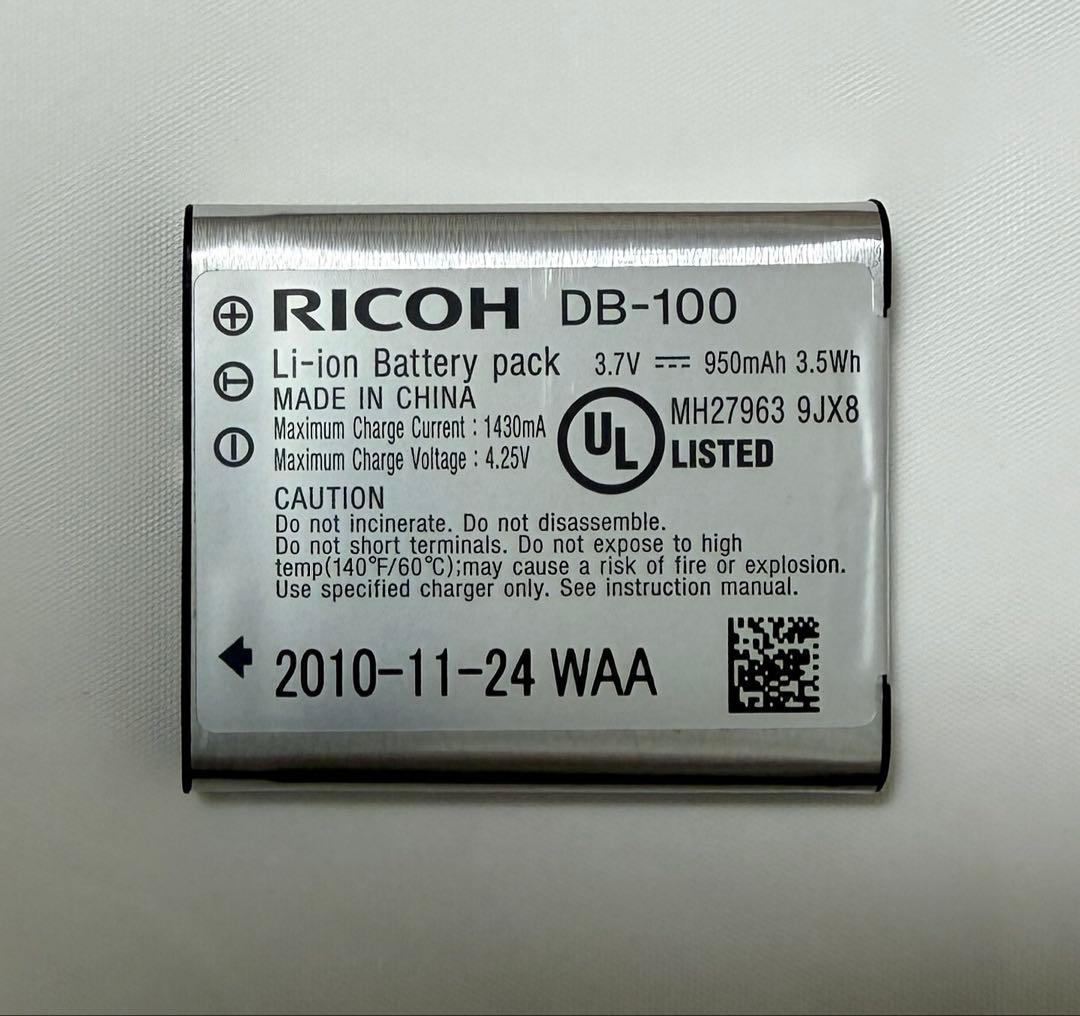 RICOH DB-100
Li-ion Battery pack 3.7V ⎓ 950mAh 3.5Wh
MADE IN CHINA
Maximum Charge Current : 1430mA
Maximum Charge Voltage : 4.25V
UL MH27963 9JX8
LISTED
CAUTION
Do not incinerate. Do not disassemble.
Do not short terminals. Do not expose to high
temp(140°F/60°C);may cause a risk of fire or explosion.
Use specified charger only. See instruction manual.
2010-11-24 WAA